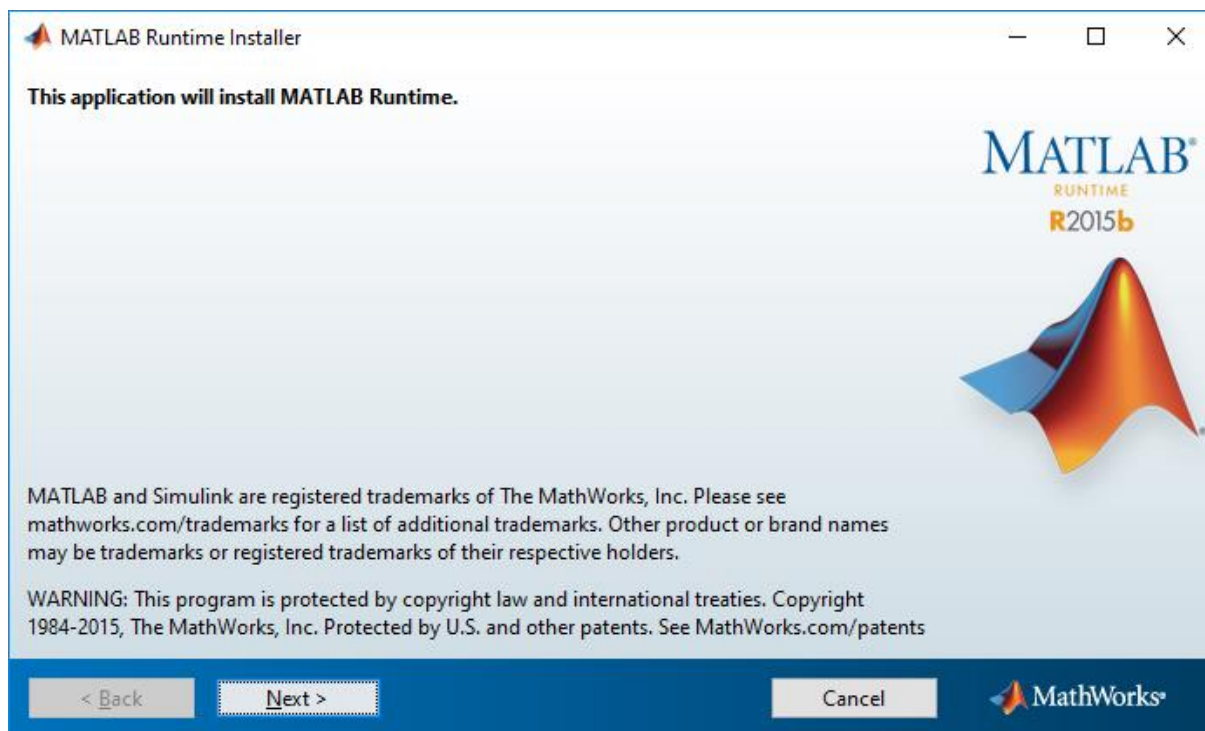 MATLAB Runtime Installer
This application will install MATLAB Runtime.
MATLAB®
RUNTIME
R2015b
MATLAB and Simulink are registered trademarks of The MathWorks, Inc. Please see
mathworks.com/trademarks for a list of additional trademarks. Other product or brand names
may be trademarks or registered trademarks of their respective holders.
WARNING: This program is protected by copyright law and international treaties. Copyright
1984-2015, The MathWorks, Inc. Protected by U.S. and other patents. See MathWorks.com/patents
< Back
Next >
Cancel
MathWorks®